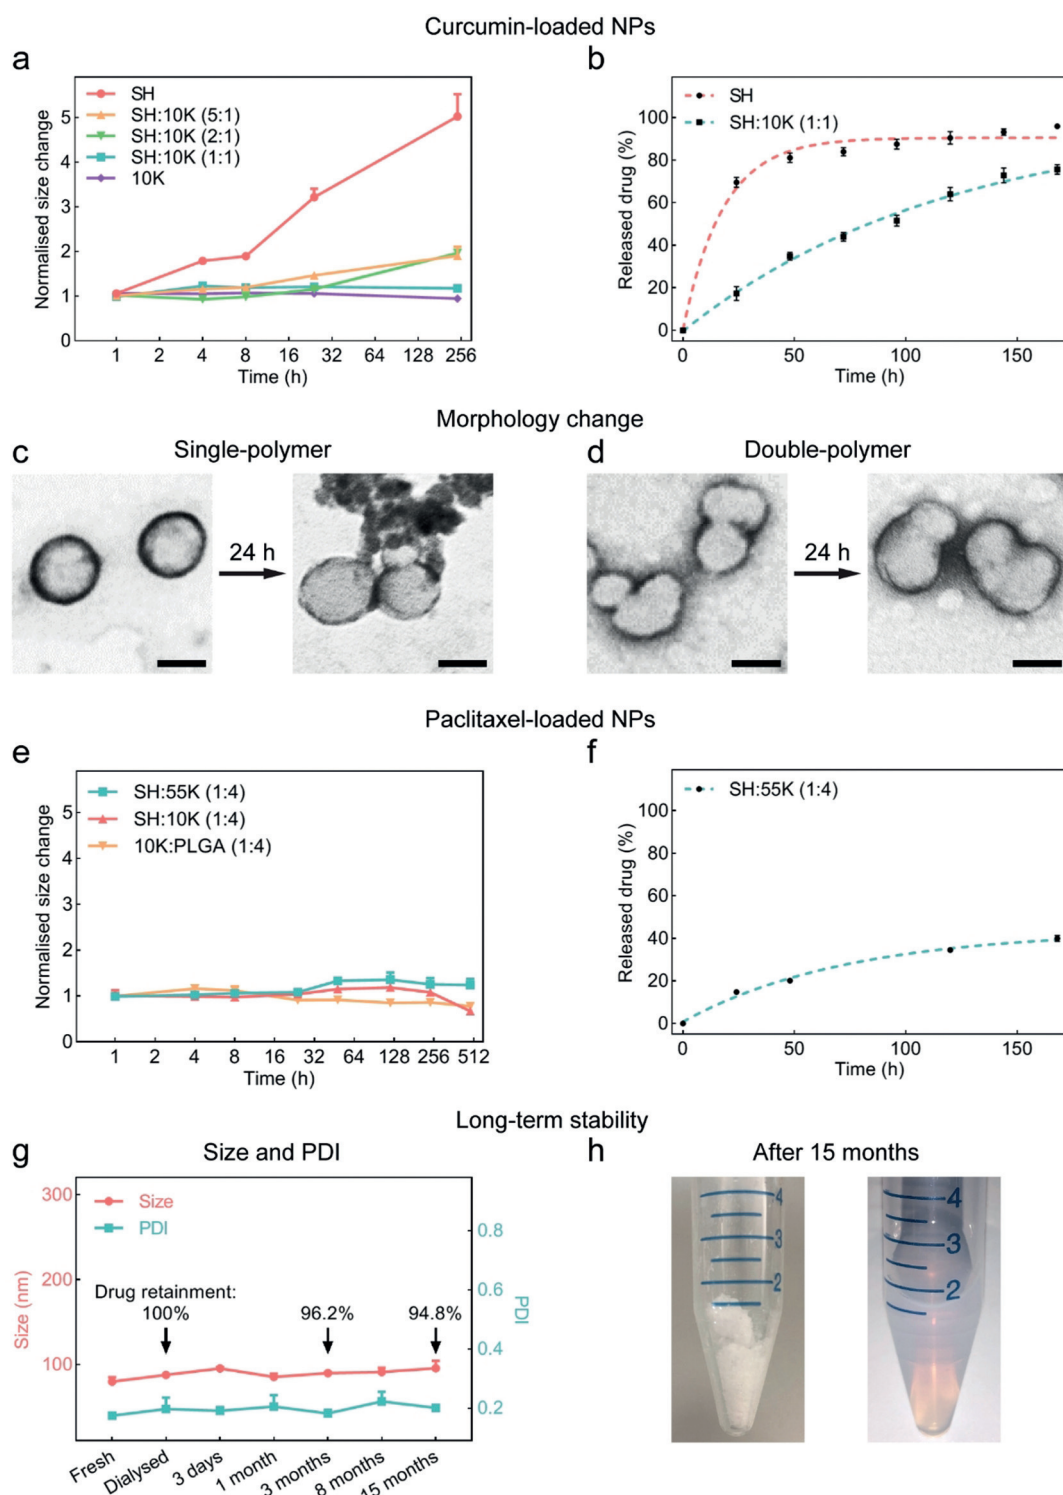 Curcumin-loaded NPs
a
Normalised size change
5
4
3
2
1
0
SH
SH:10K (5:1)
SH:10K (2:1)
SH:10K (1:1)
10K
1 2 4 8 16 32 64 128 256
Time (h)
b
Released drug (%)
100
80
60
40
20
0
SH
SH:10K (1:1)
0 50 100 150
Time (h)
Morphology change
c
Single-polymer
24 h
d
Double-polymer
24 h
Paclitaxel-loaded NPs
e
Normalised size change
5
4
3
2
1
0
SH:55K (1:4)
SH:10K (1:4)
10K:PLGA (1:4)
1 2 4 8 16 32 64 128 256 512
Time (h)
f
Released drug (%)
100
80
60
40
20
0
SH:55K (1:4)
0 50 100 150
Time (h)
Long-term stability
g
Size and PDI
Size (nm)
300
200
100
Size
PDI
Drug retainment:
100% 96.2% 94.8%
0.8
0.6
0.4
0.2
PDI
Fresh
Dialysed
3 days
1 month
3 months
8 months
15 months
h
After 15 months
4
3
2
4
3
2